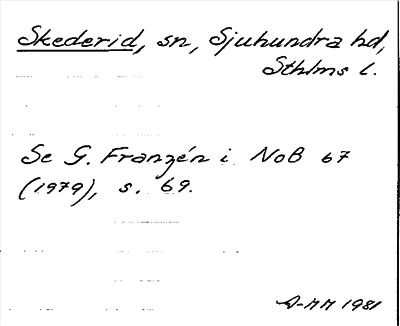 Skederid, sn, Sjuhundra hd,
Sthlms l.
Se G. Franzén i NoB 67
(1979), s. 69.
A-MM 1981